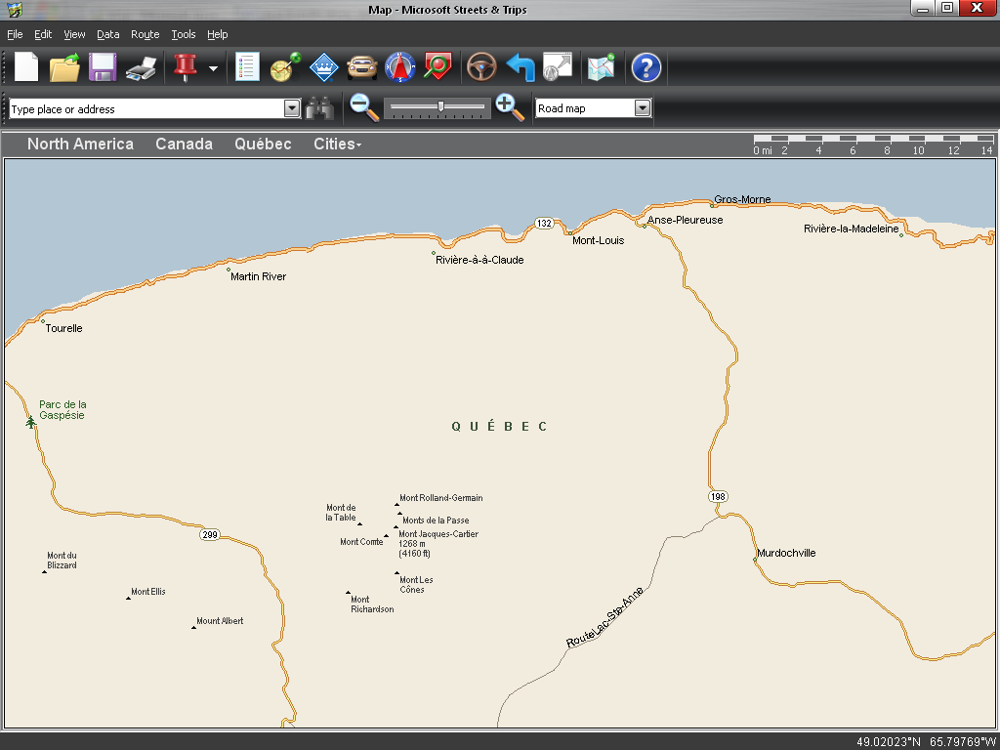 Map - Microsoft Streets & Trips
File Edit View Data Route Tools Help
Type place or address
Road map
North America Canada Québec Cities
0 mi 2 4 6 8 10 12 14
Gros-Morne
Anse-Pleureuse
132
Rivière-la-Madeleine
Mont-Louis
Rivière-à-à-Claude
Martin River
Tourelle
Parc de la
Gaspésie
QUÉBEC
Mont Rolland-Germain
Mont de
la Table
Monts de la Passe
Mont Comte
Mont Jacques-Cartier
1268 m
(4160 ft)
198
299
Mont du
Blizzard
Murdochville
Mont Les
Cônes
Mont Ellis
Mont
Richardson
Mount Albert
RouteLac-Ste-Anne
49.02023°N 65.79769°W